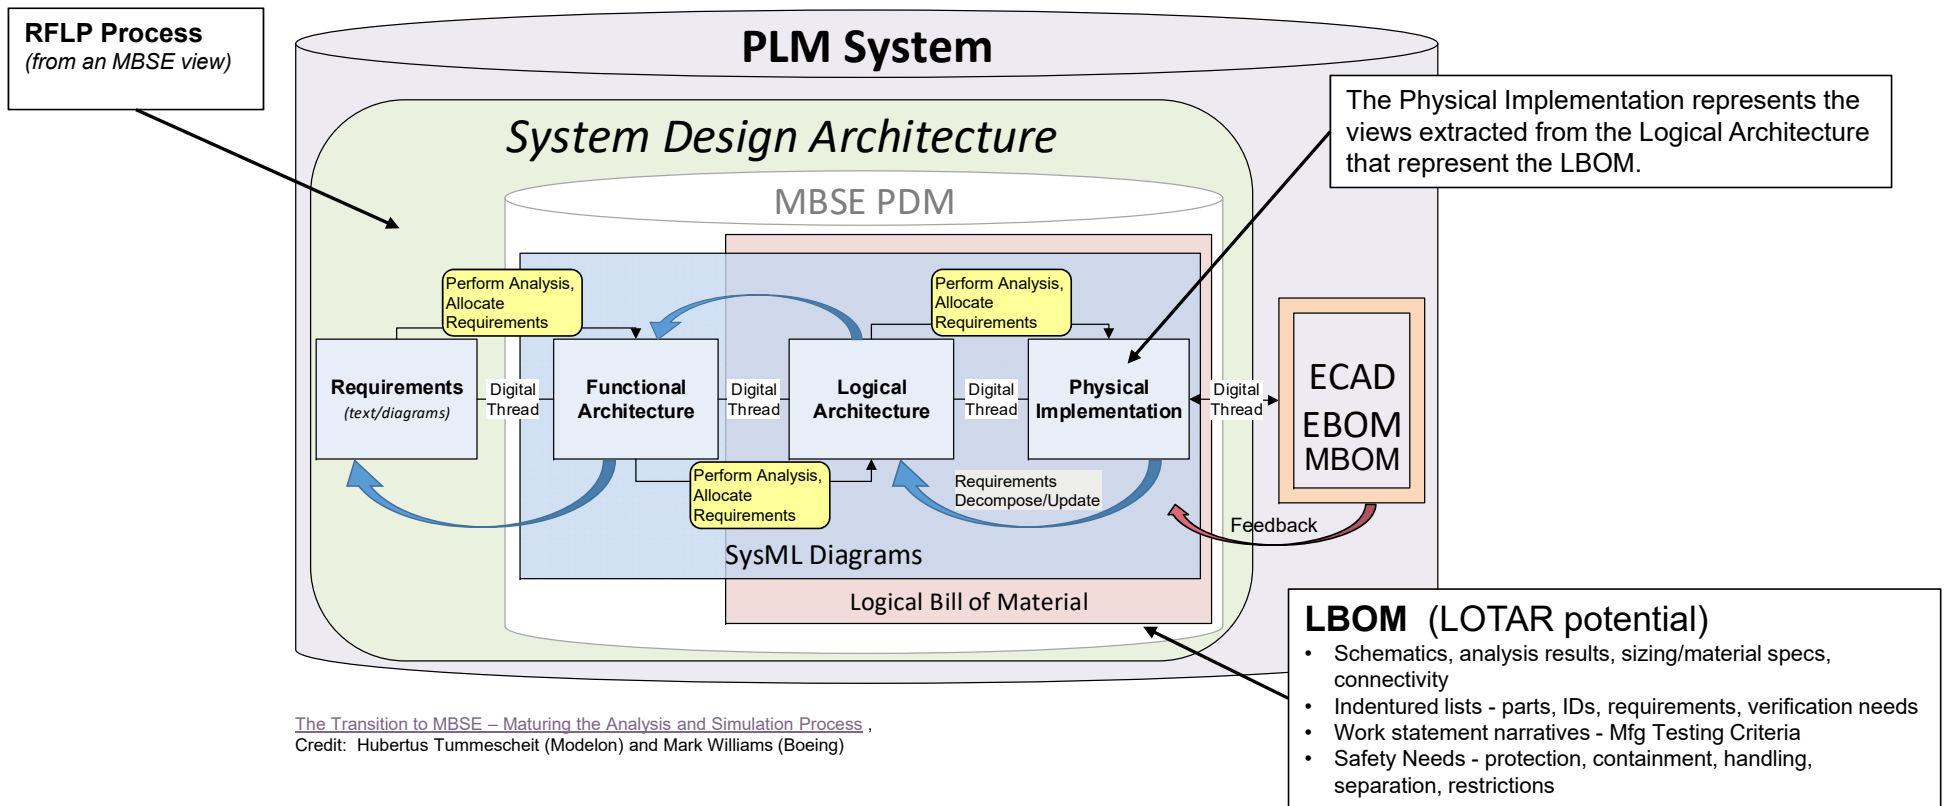 RFLP Process
(from an MBSE view)
PLM System
The Physical Implementation represents the
views extracted from the Logical Architecture
that represent the LBOM.
System Design Architecture
MBSE PDM
Perform Analysis,
Allocate
Requirements
Perform Analysis,
Allocate
Requirements
Requirements
(text/diagrams)
Digital
Thread
Functional
Architecture
Digital
Thread
Logical
Architecture
Digital
Thread
Physical
Implementation
Digital
Thread
ECAD
EBOM
MBOM
Perform Analysis,
Allocate
Requirements
Requirements
Decompose/Update
Feedback
SysML Diagrams
Logical Bill of Material
LBOM (LOTAR potential)
• Schematics, analysis results, sizing/material specs,
connectivity
• Indentured lists - parts, IDs, requirements, verification needs
• Work statement narratives - Mfg Testing Criteria
• Safety Needs - protection, containment, handling,
separation, restrictions
The Transition to MBSE – Maturing the Analysis and Simulation Process ,
Credit: Hubertus Tummescheit (Modelon) and Mark Williams (Boeing)